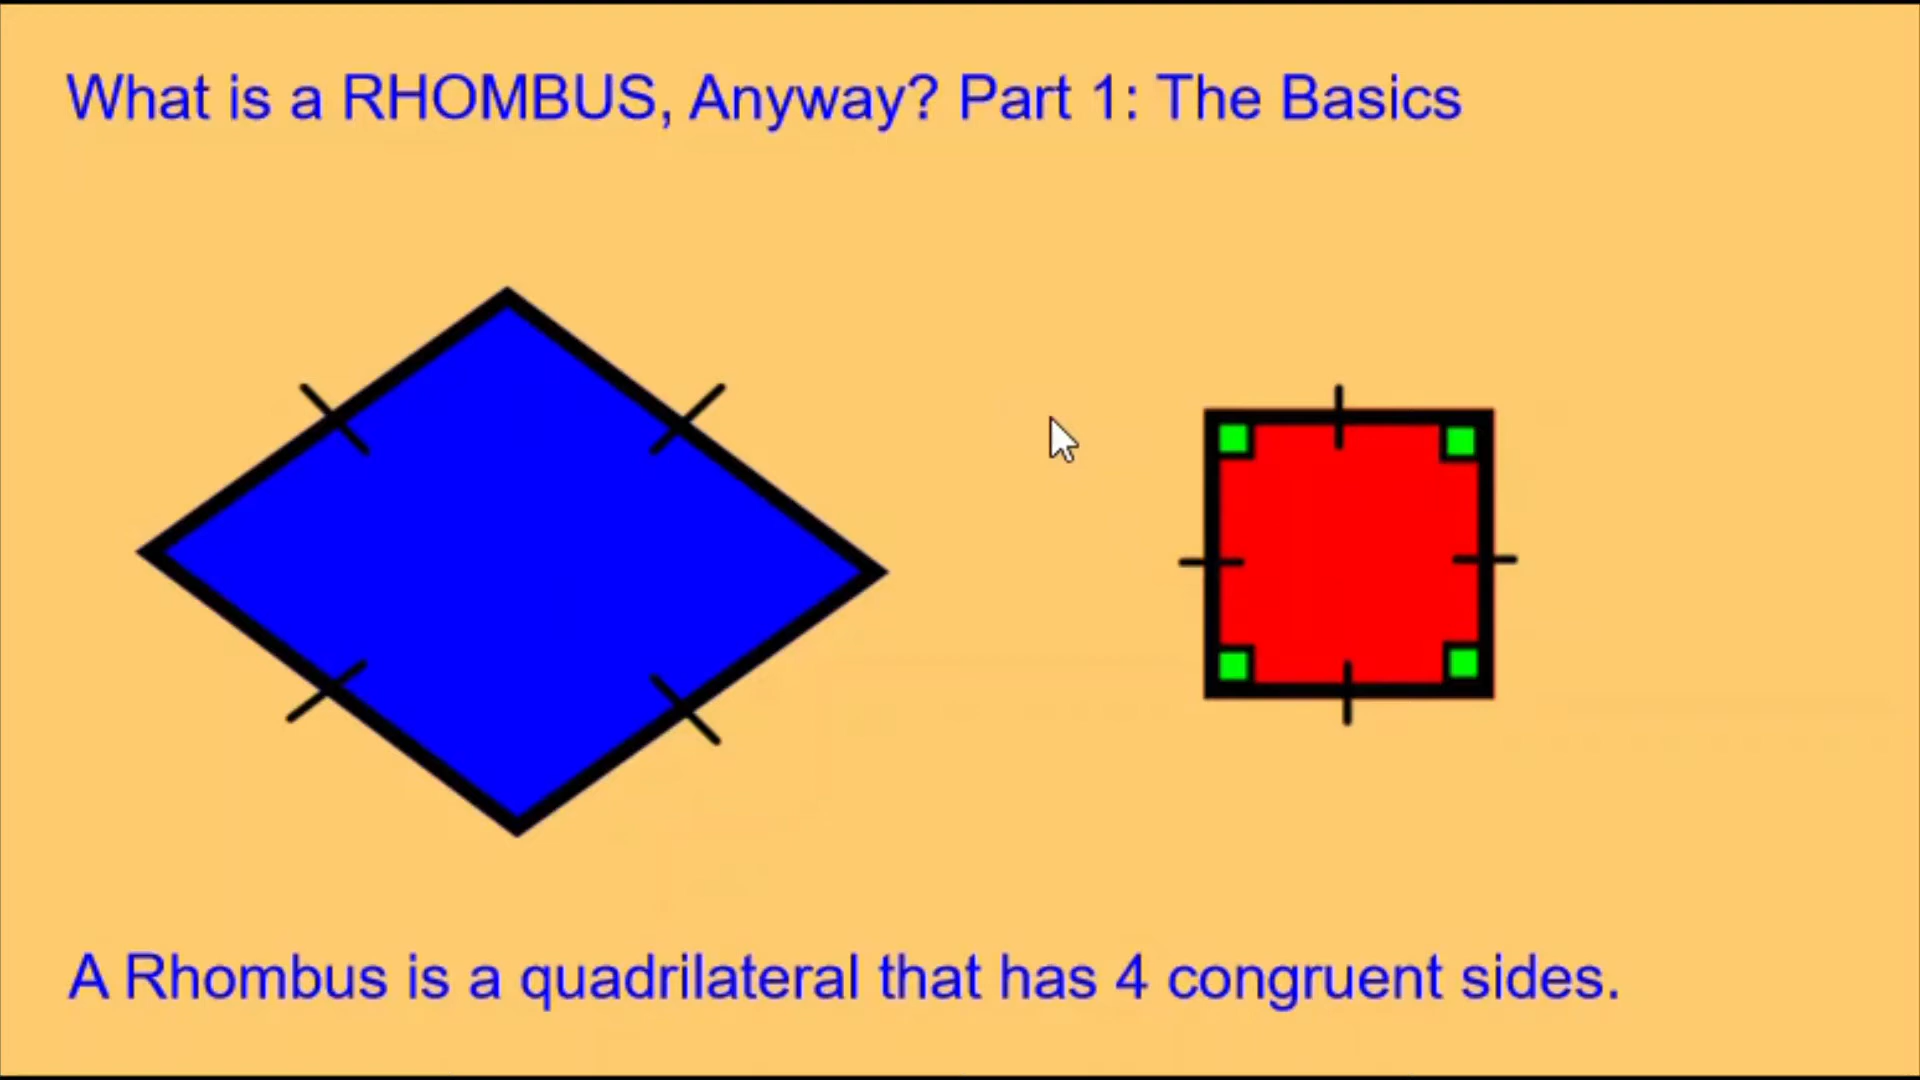 What is a RHOMBUS, Anyway? Part 1: The Basics
A Rhombus is a quadrilateral that has 4 congruent sides.